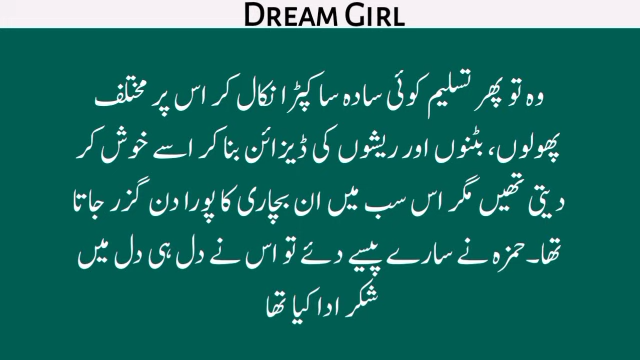 DREAM GIRL
وہ تو پھر تسلیم کوئی سادہ سا کپڑا نکال کر اس پر مختلف
پھولوں، بٹنوں اور ریشوں کی ڈیزائن بنا کر اسے خوش کر
دیتی تھیں مگر اس سب میں ان بچاری کا پورا دن گزر جاتا
تھا۔حمزہ نے سارے پیسے دئے تو اس نے دل ہی دل میں
شکر ادا کیا تھا